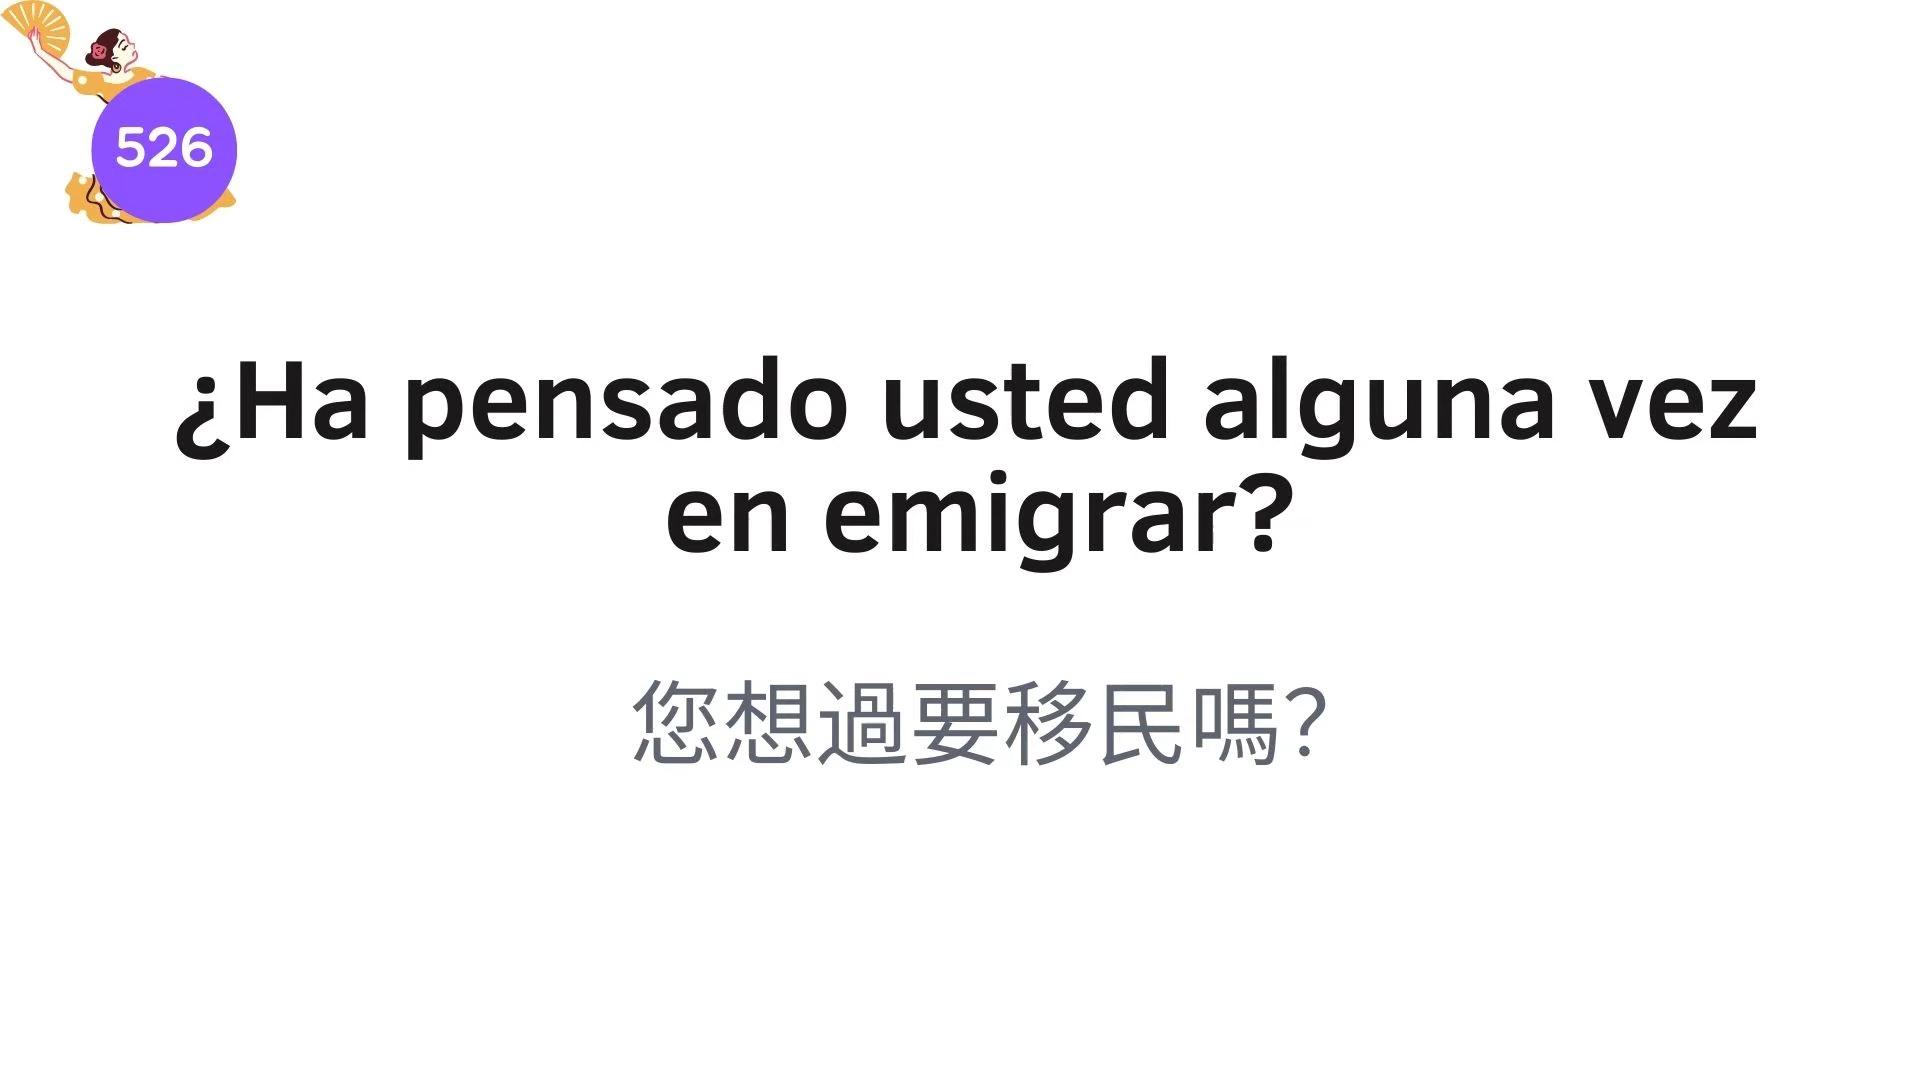 526
¿Ha pensado usted alguna vez
en emigrar?
您想過要移民嗎?